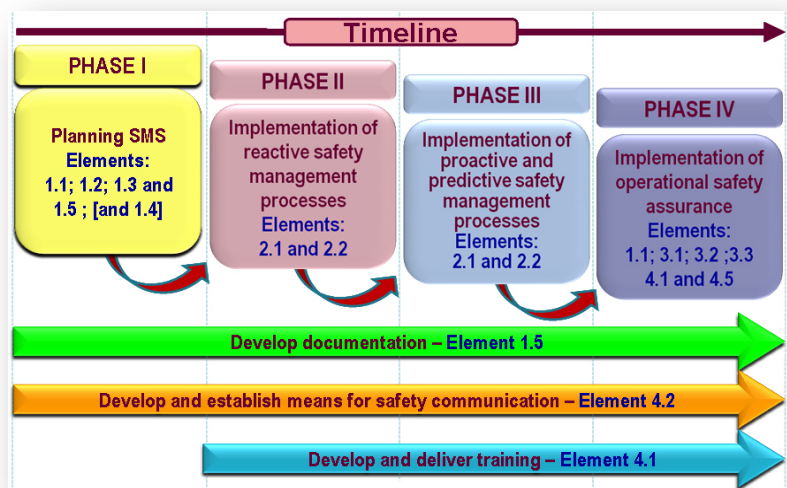 Timeline
PHASE I
Planning SMS
Elements:
1.1; 1.2; 1.3 and
1.5 ; [and 1.4]
PHASE II
Implementation of
reactive safety
management
processes
Elements:
2.1 and 2.2
PHASE III
Implementation of
proactive and
predictive safety
management
processes
Elements:
2.1 and 2.2
PHASE IV
Implementation of
operational safety
assurance
Elements:
1.1; 3.1; 3.2 ;3.3
4.1 and 4.5
Develop documentation – Element 1.5
Develop and establish means for safety communication – Element 4.2
Develop and deliver training – Element 4.1